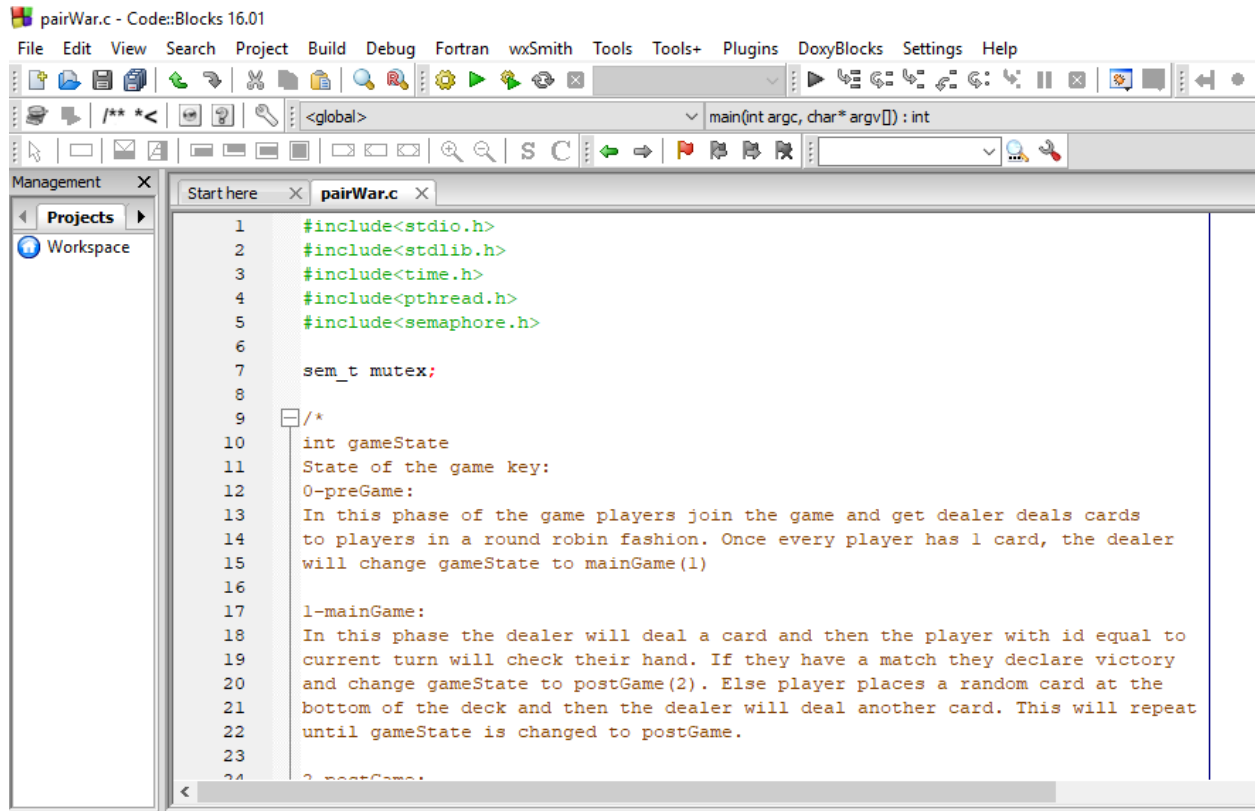 pairWar.c - Code::Blocks 16.01
File Edit View Search Project Build Debug Fortran wxSmith Tools Tools+ Plugins DoxyBlocks Settings Help
/** *< <global> main(int argc, char* argv[]) : int
S C
Management X Start here X pairWar.c X
Projects
Workspace
1 #include<stdio.h>
2 #include<stdlib.h>
3 #include<time.h>
4 #include<pthread.h>
5 #include<semaphore.h>
6
7 sem_t mutex;
8
9 /*
10 int gameState
11 State of the game key:
12 0-preGame:
13 In this phase of the game players join the game and get dealer deals cards
14 to players in a round robin fashion. Once every player has 1 card, the dealer
15 will change gameState to mainGame(1)
16
17 1-mainGame:
18 In this phase the dealer will deal a card and then the player with id equal to
19 current turn will check their hand. If they have a match they declare victory
20 and change gameState to postGame(2). Else player places a random card at the
21 bottom of the deck and then the dealer will deal another card. This will repeat
22 until gameState is changed to postGame.
23
24 2-postGame: